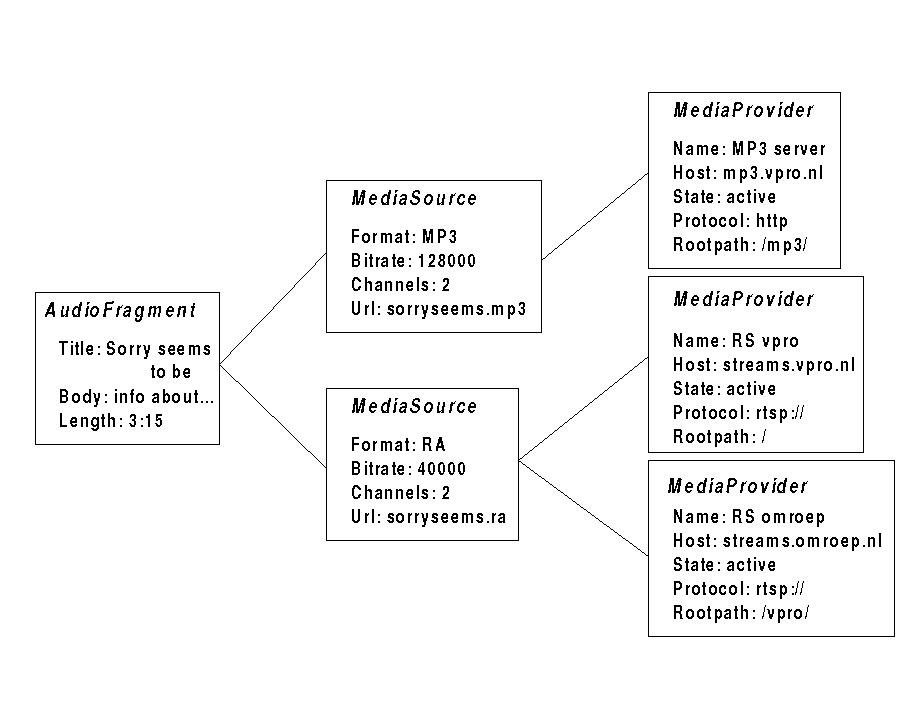 AudioFragment
Title: Sorry seems
to be
Body: info about...
Length: 3:15
MediaSource
Format: MP3
Bitrate: 128000
Channels: 2
Url: sorryseems.mp3
MediaSource
Format: RA
Bitrate: 40000
Channels: 2
Url: sorryseems.ra
MediaProvider
Name: MP3 server
Host: mp3.vpro.nl
State: active
Protocol: http
Rootpath: /mp3/
MediaProvider
Name: RS vpro
Host: streams.vpro.nl
State: active
Protocol: rtsp://
Rootpath: /
MediaProvider
Name: RS omroep
Host: streams.omroep.nl
State: active
Protocol: rtsp://
Rootpath: /vpro/